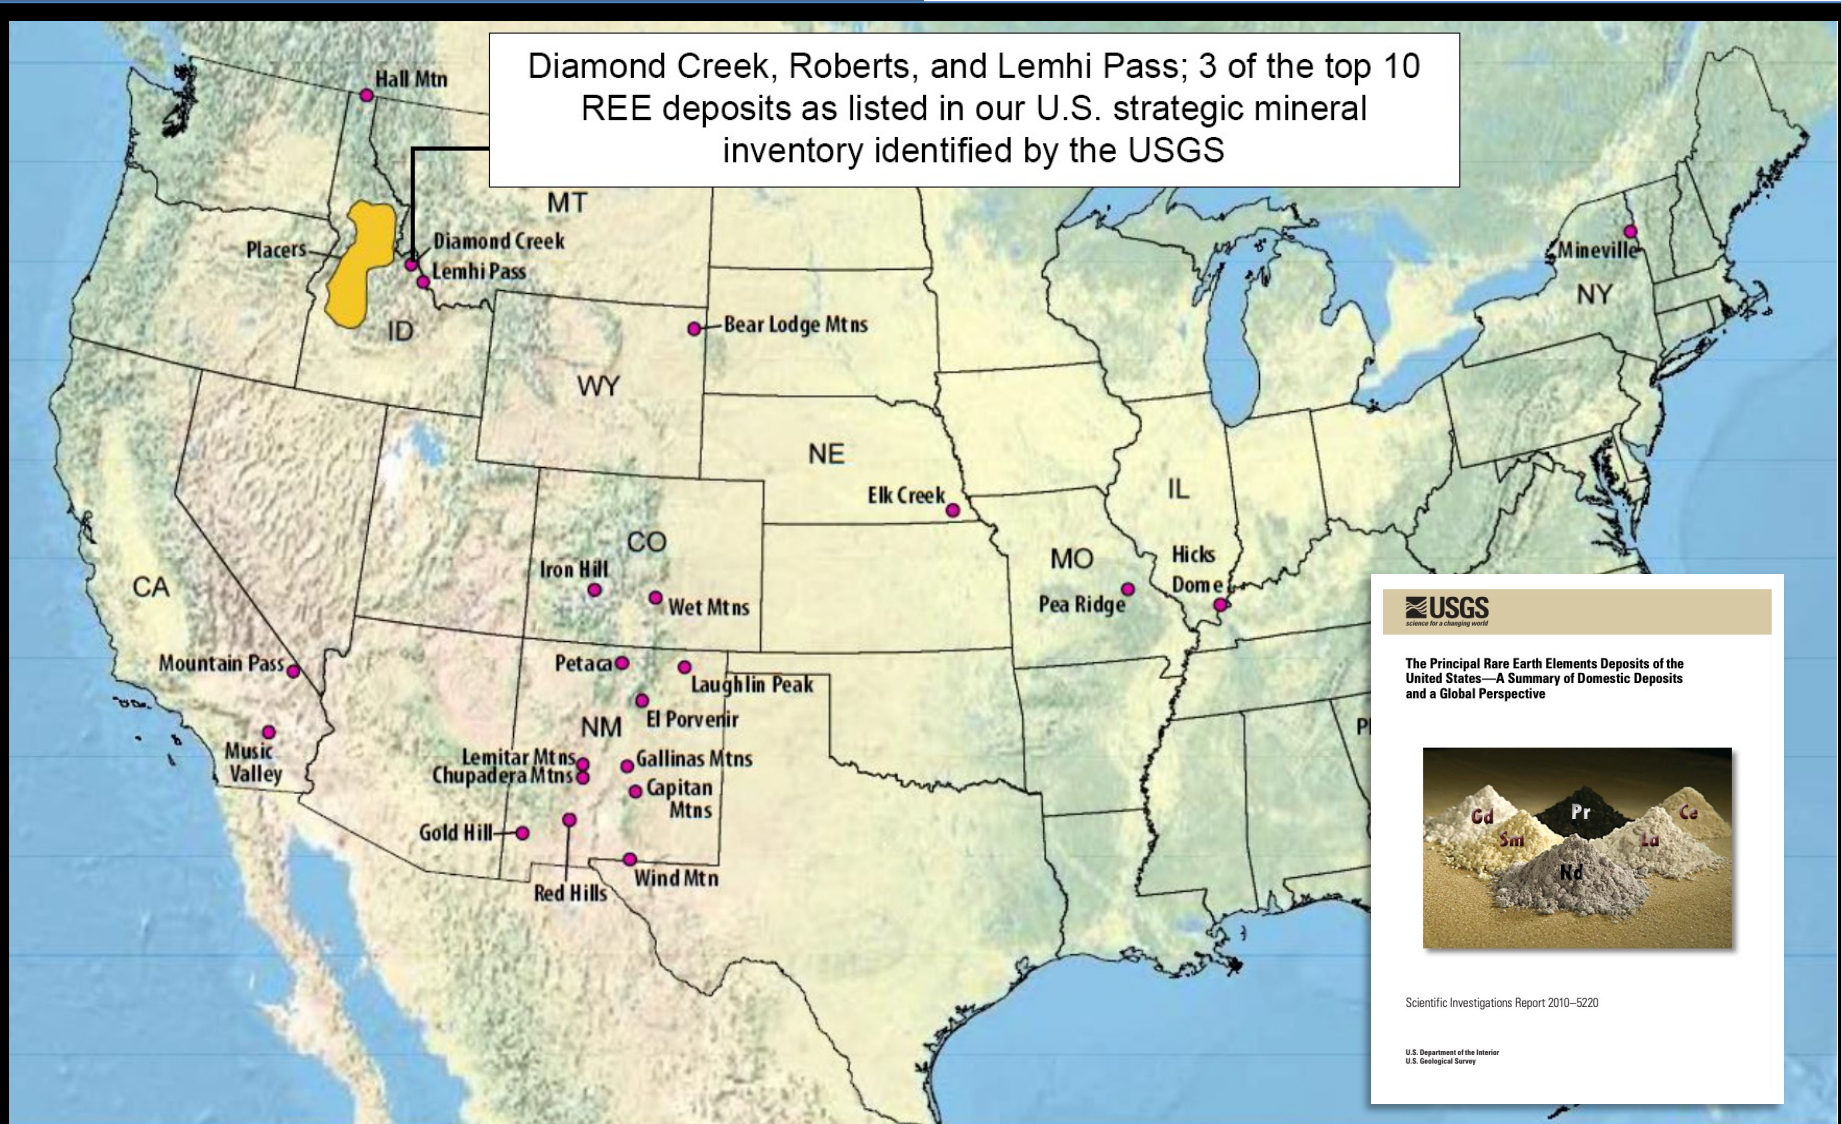 Diamond Creek, Roberts, and Lemhi Pass; 3 of the top 10
REE deposits as listed in our U.S. strategic mineral
inventory identified by the USGS
Hall Mtn
MT
Placers
Diamond Creek
Lemhi Pass
ID
Bear Lodge Mtns
WY
Mineville
NY
NE
Elk Creek
IL
CO
Iron Hill
Wet Mtns
MO
Pea Ridge
Hicks
Dome
CA
Mountain Pass
Music
Valley
Petaca
Laughlin Peak
El Porvenir
NM
Lemitar Mtns
Chupadera Mtns
Gallinas Mtns
Capitan
Mtns
Gold Hill
Red Hills
Wind Mtn
USGS
science for a changing world
The Principal Rare Earth Elements Deposits of the
United States—A Summary of Domestic Deposits
and a Global Perspective
Gd
Pr
Ce
Sm
La
Nd
Scientific Investigations Report 2010–5220
U.S. Department of the Interior
U.S. Geological Survey